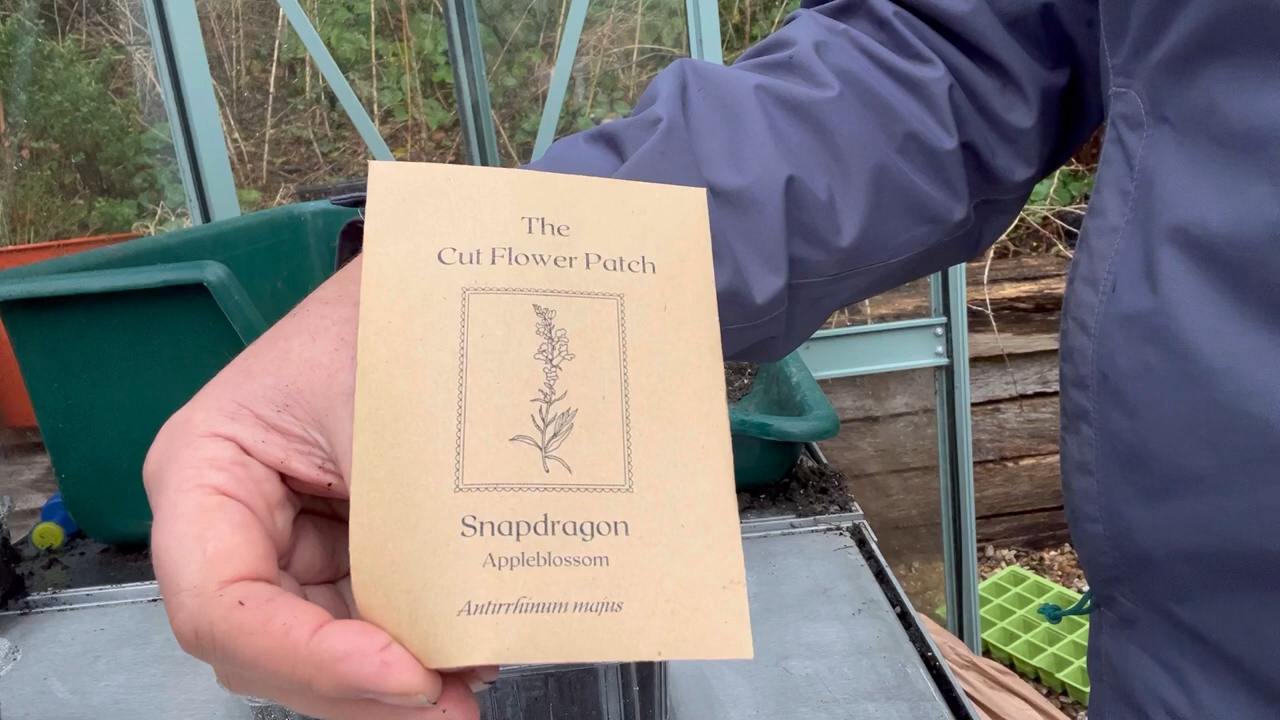 The
Cut Flower Patch
Snapdragon
Appleblossom
Antirrhinum majus